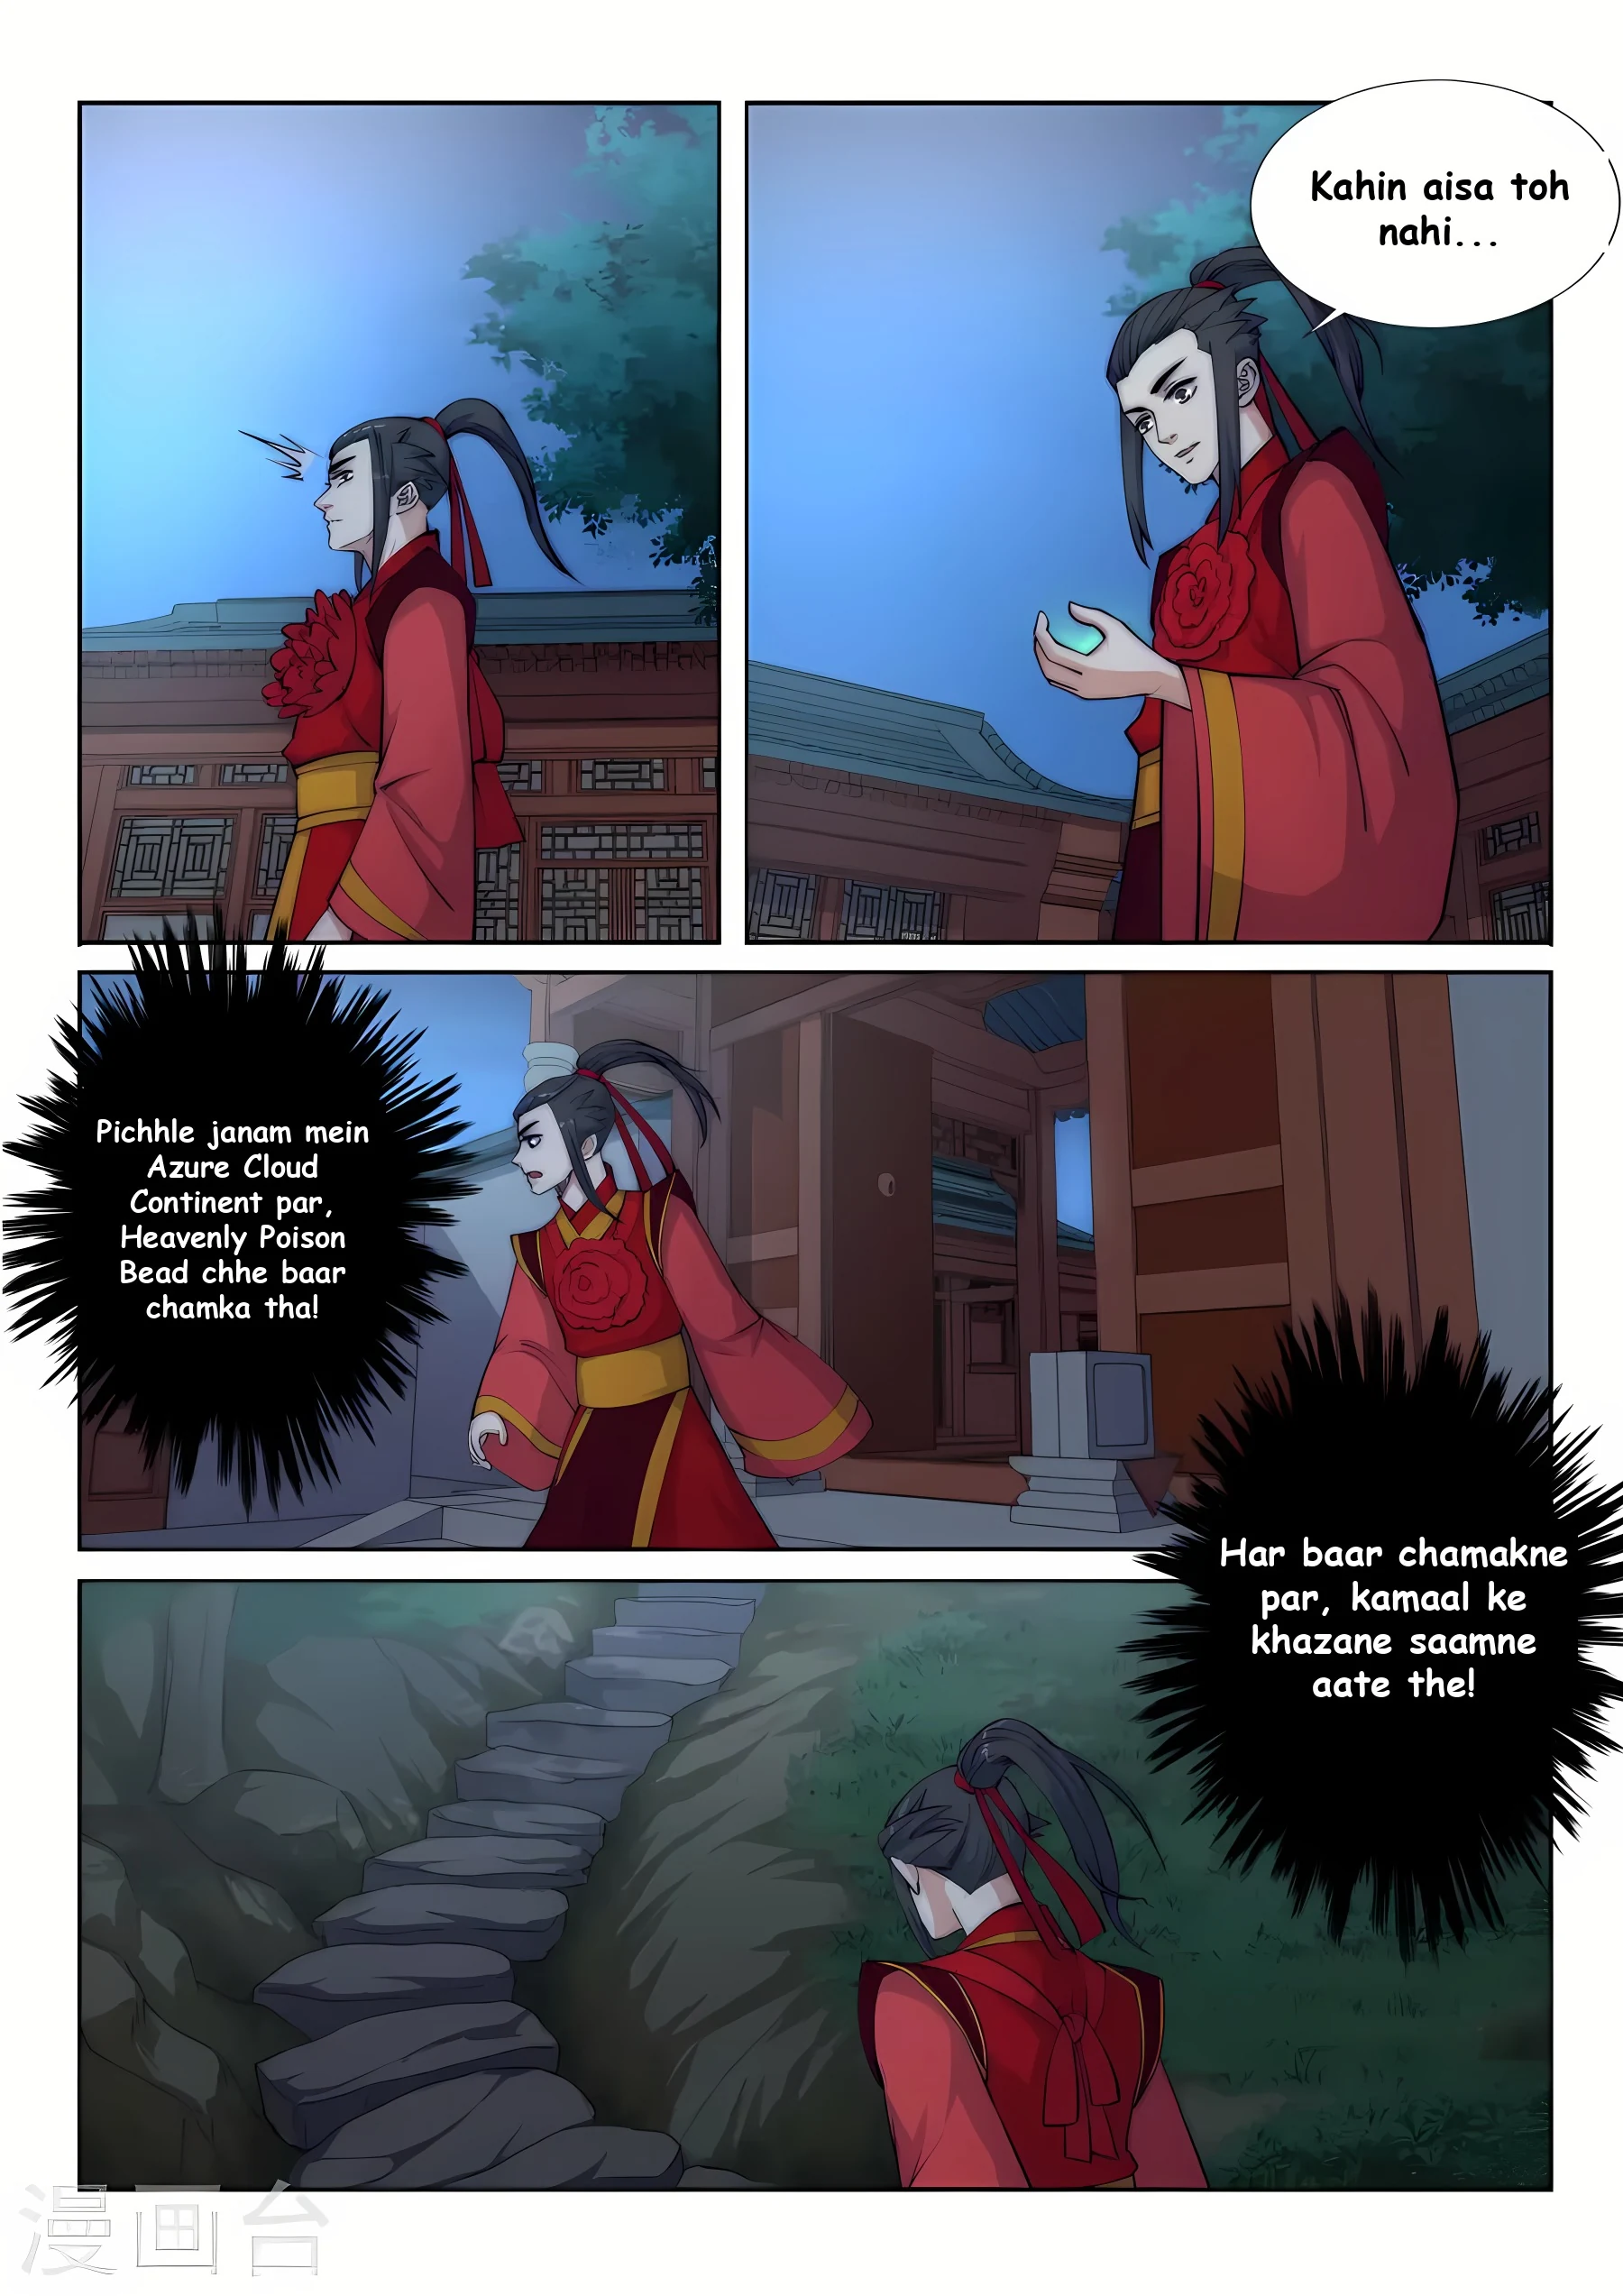 Kahin aisa toh
nahi...
Pichhle janam mein
Azure Cloud
Continent par,
Heavenly Poison
Bead chhe baar
chamka tha!
Har baar chamakne
par, kamaal ke
khazane saamne
aate the!
漫画台